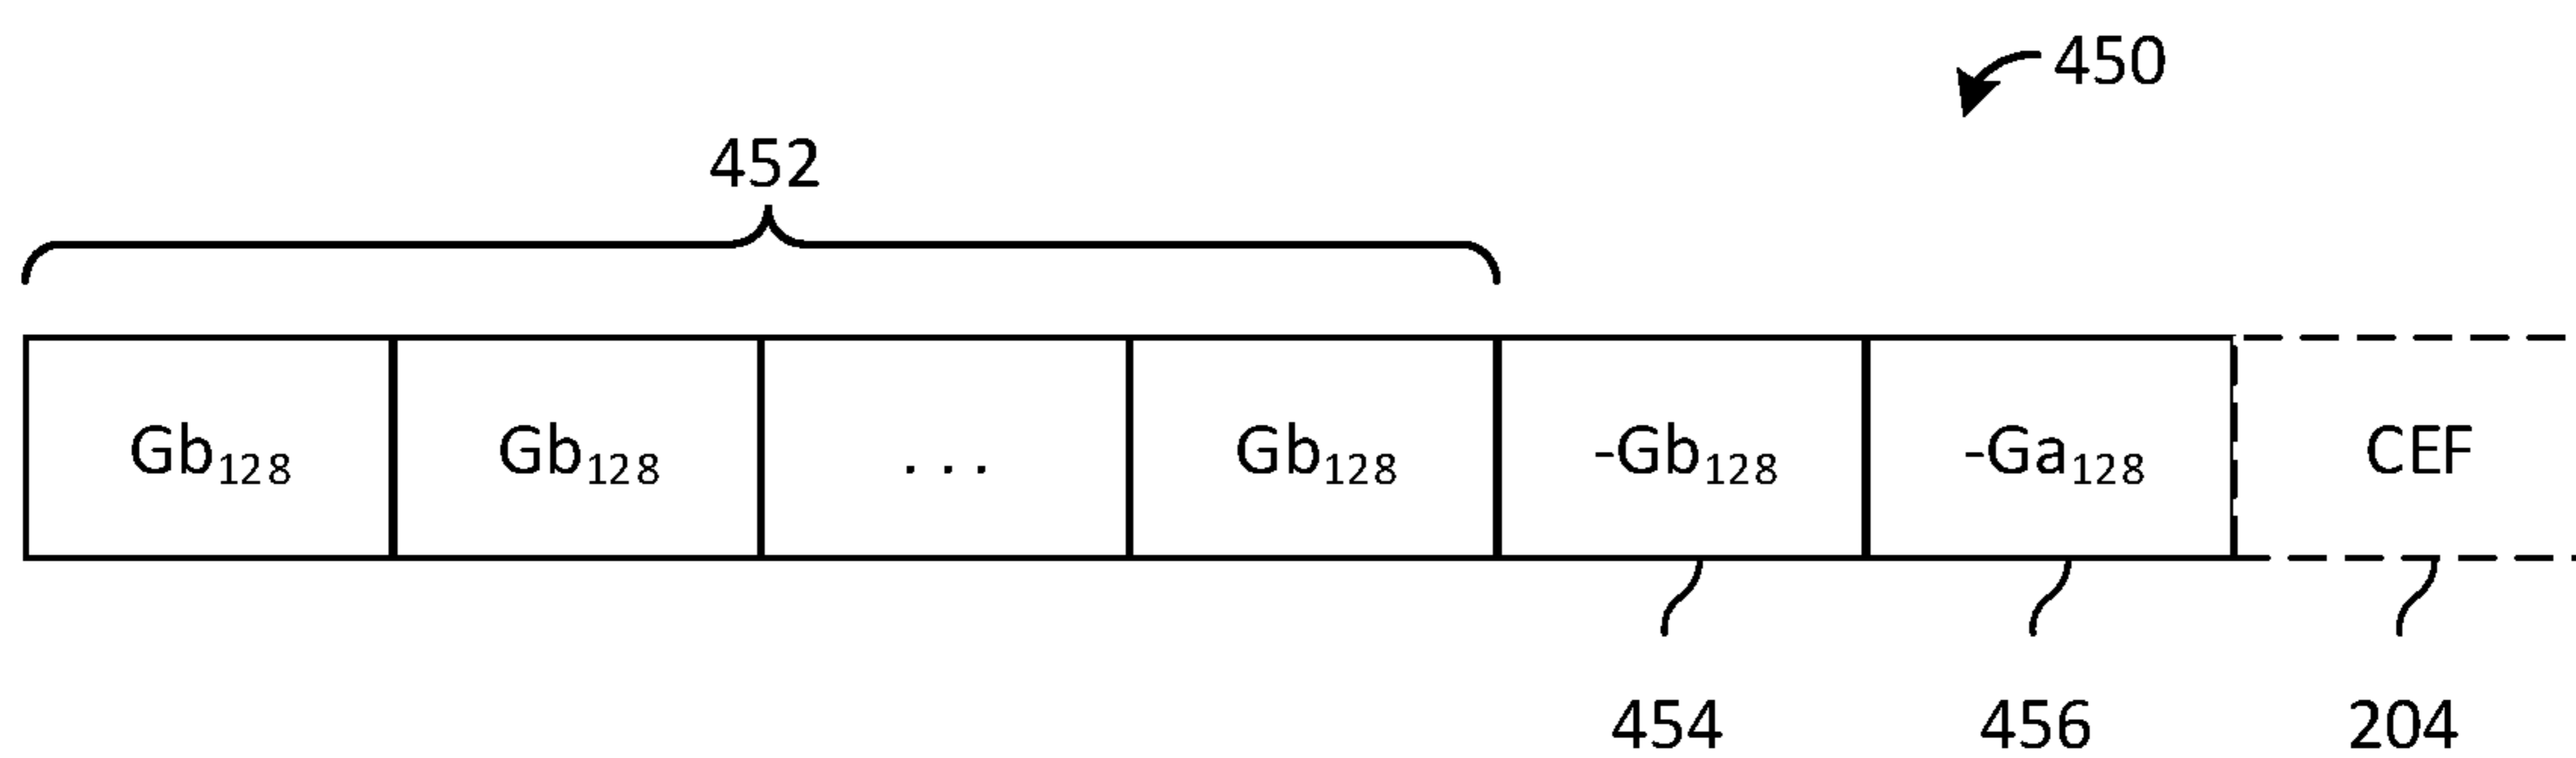 450
452
Gb₁₂₈ Gb₁₂₈ . . . Gb₁₂₈ -Gb₁₂₈ -Ga₁₂₈ CEF
454 456 204